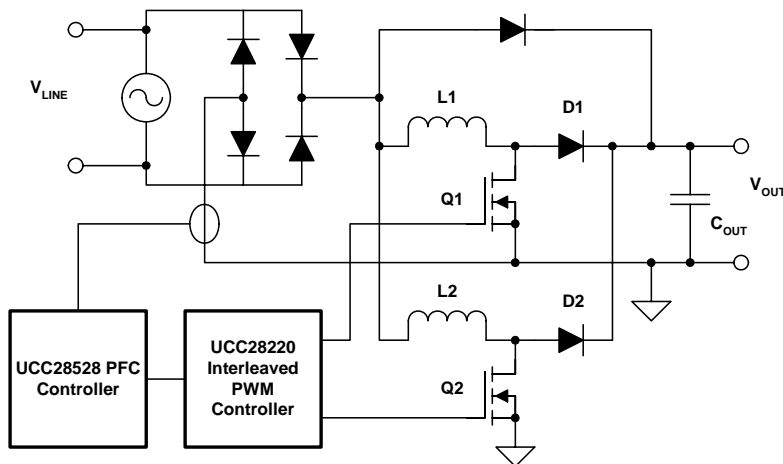 V_LINE
L1
D1
Q1
V_OUT
C_OUT
L2
D2
Q2
UCC28528 PFC
Controller
UCC28220
Interleaved
PWM
Controller